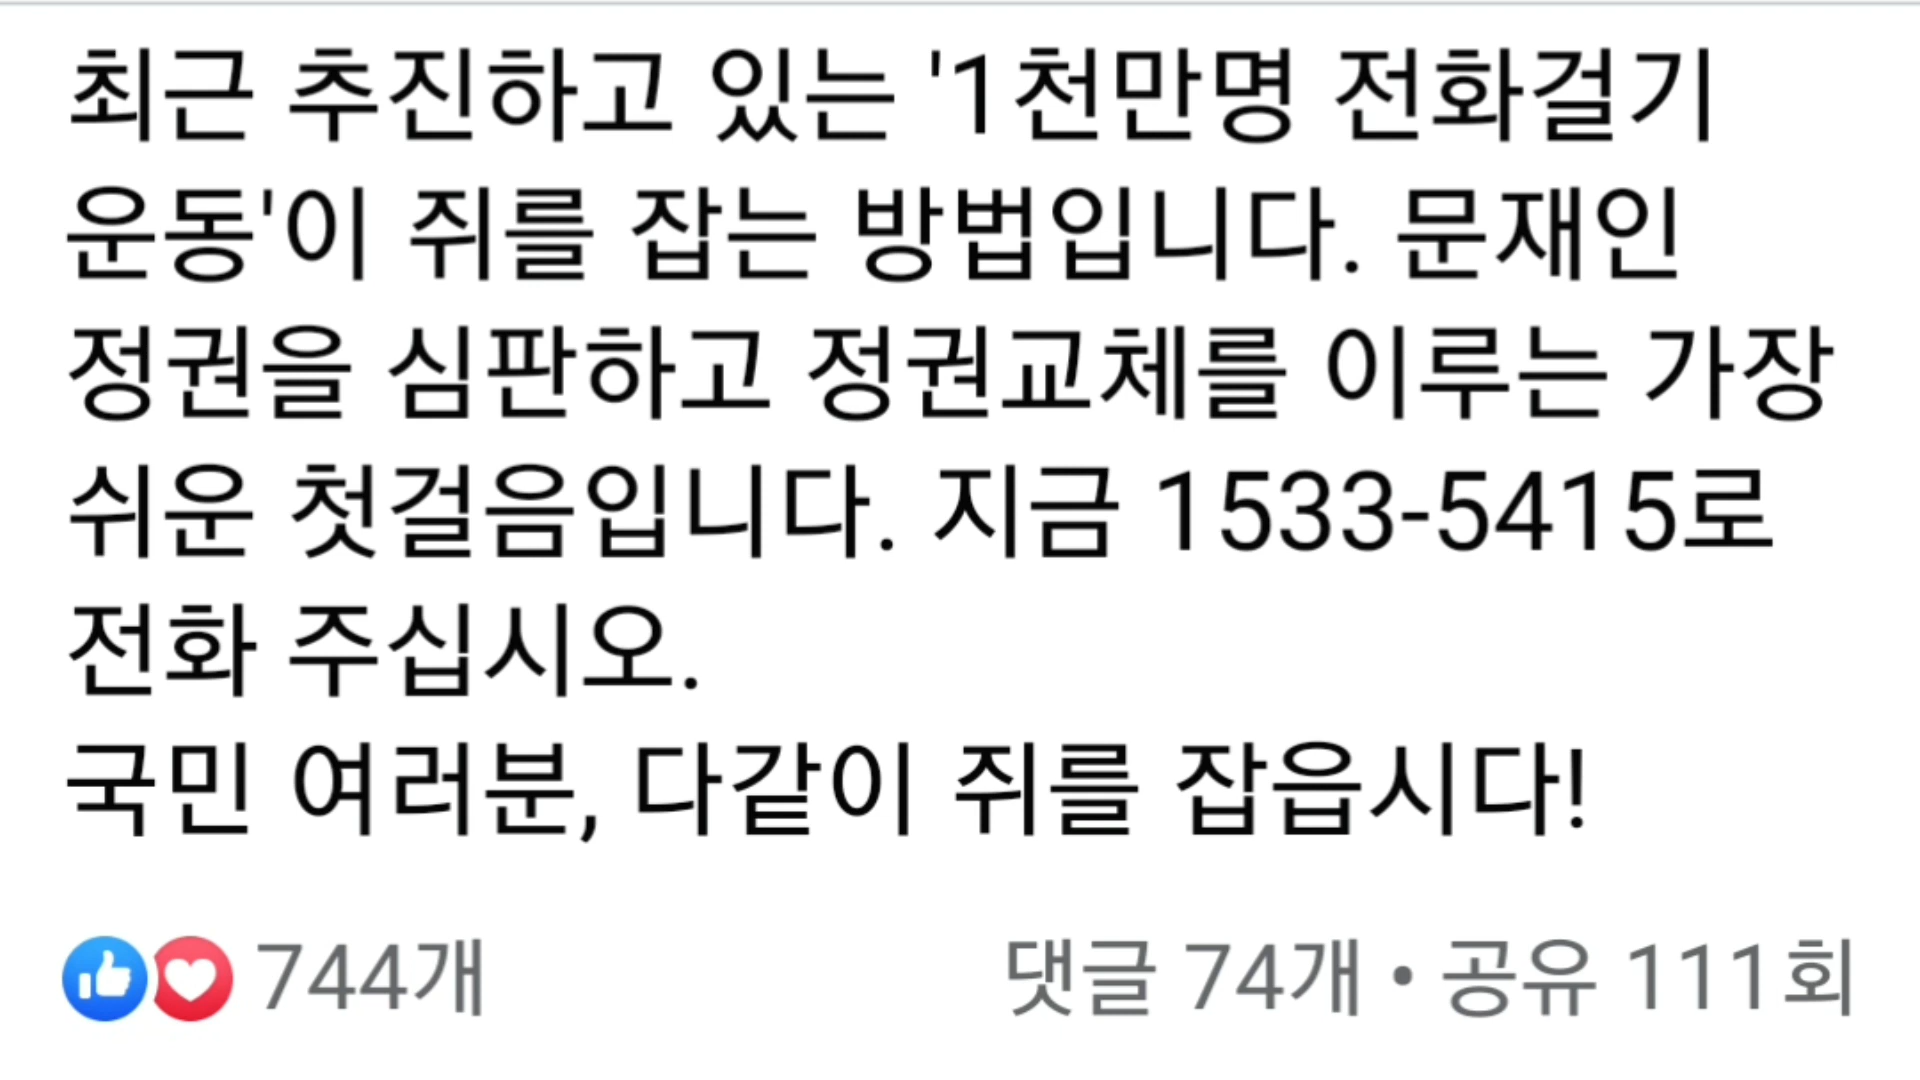 최근 추진하고 있는 '1천만명 전화걸기
운동'이 쥐를 잡는 방법입니다. 문재인
정권을 심판하고 정권교체를 이루는 가장
쉬운 첫걸음입니다. 지금 1533-5415로
전화 주십시오.
국민 여러분, 다같이 쥐를 잡읍시다!
744개 댓글 74개 • 공유 111회